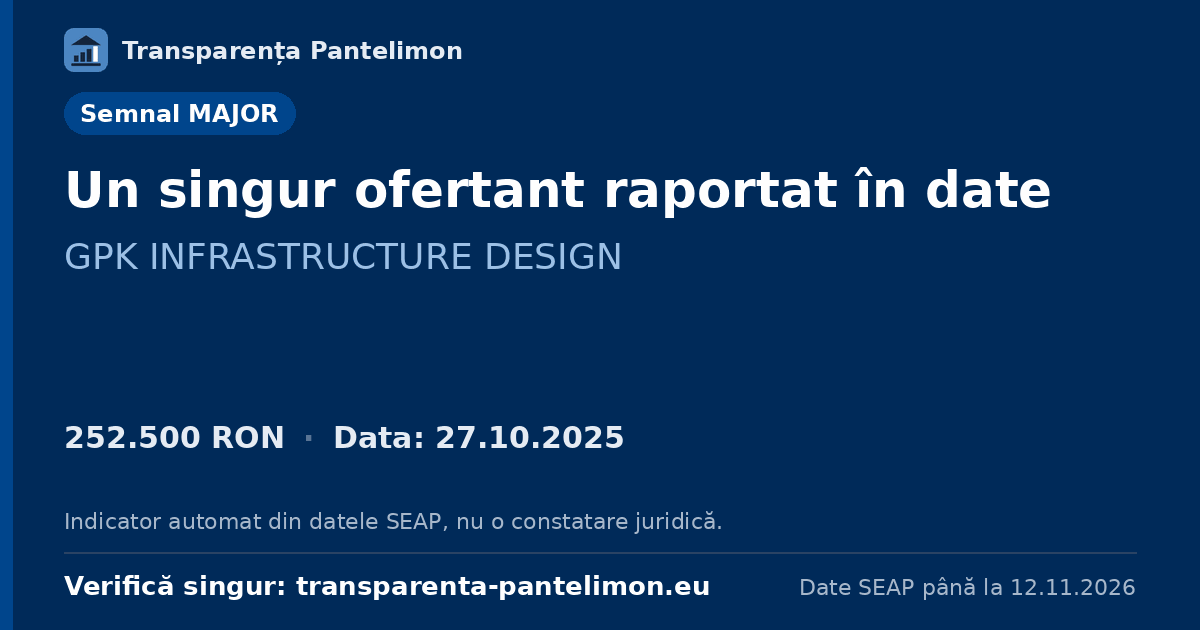 Transparența Pantelimon
Semnal MAJOR
Un singur ofertant raportat în date
GPK INFRASTRUCTURE DESIGN
252.500 RON · Data: 27.10.2025
Indicator automat din datele SEAP, nu o constatare juridică.
Verifică singur: transparenta-pantelimon.eu
Date SEAP până la 12.11.2026